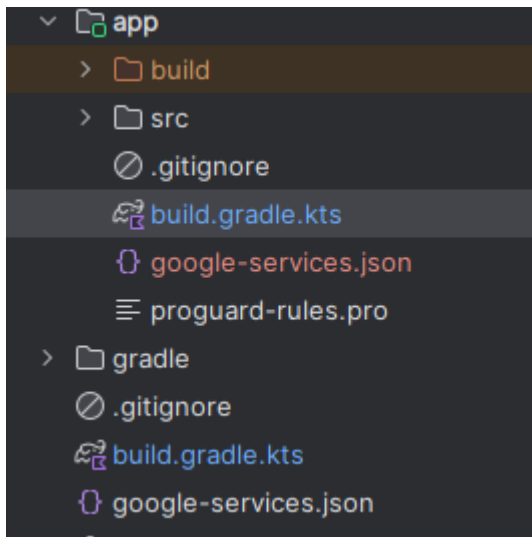 app
build
src
.gitignore
build.gradle.kts
google-services.json
proguard-rules.pro
gradle
.gitignore
build.gradle.kts
google-services.json